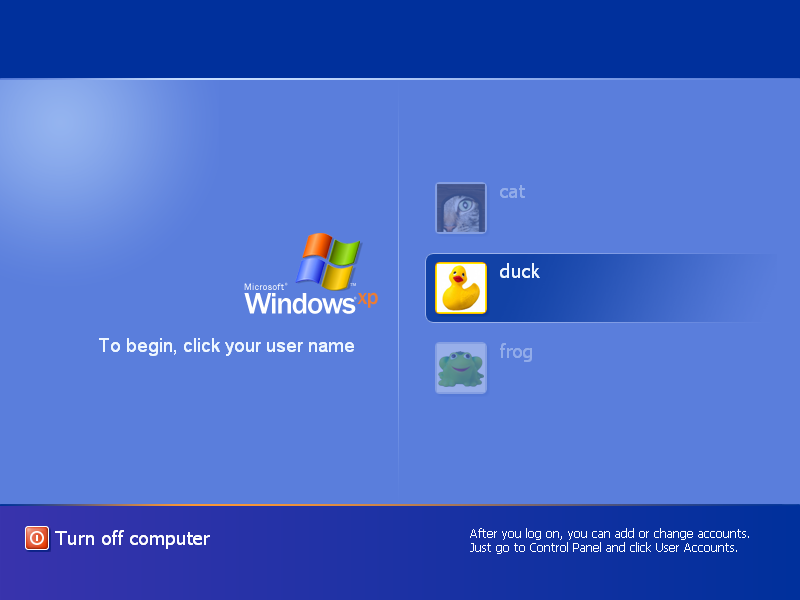 cat
duck
Microsoft®
Windows xp™
To begin, click your user name
frog
Turn off computer
After you log on, you can add or change accounts.
Just go to Control Panel and click User Accounts.